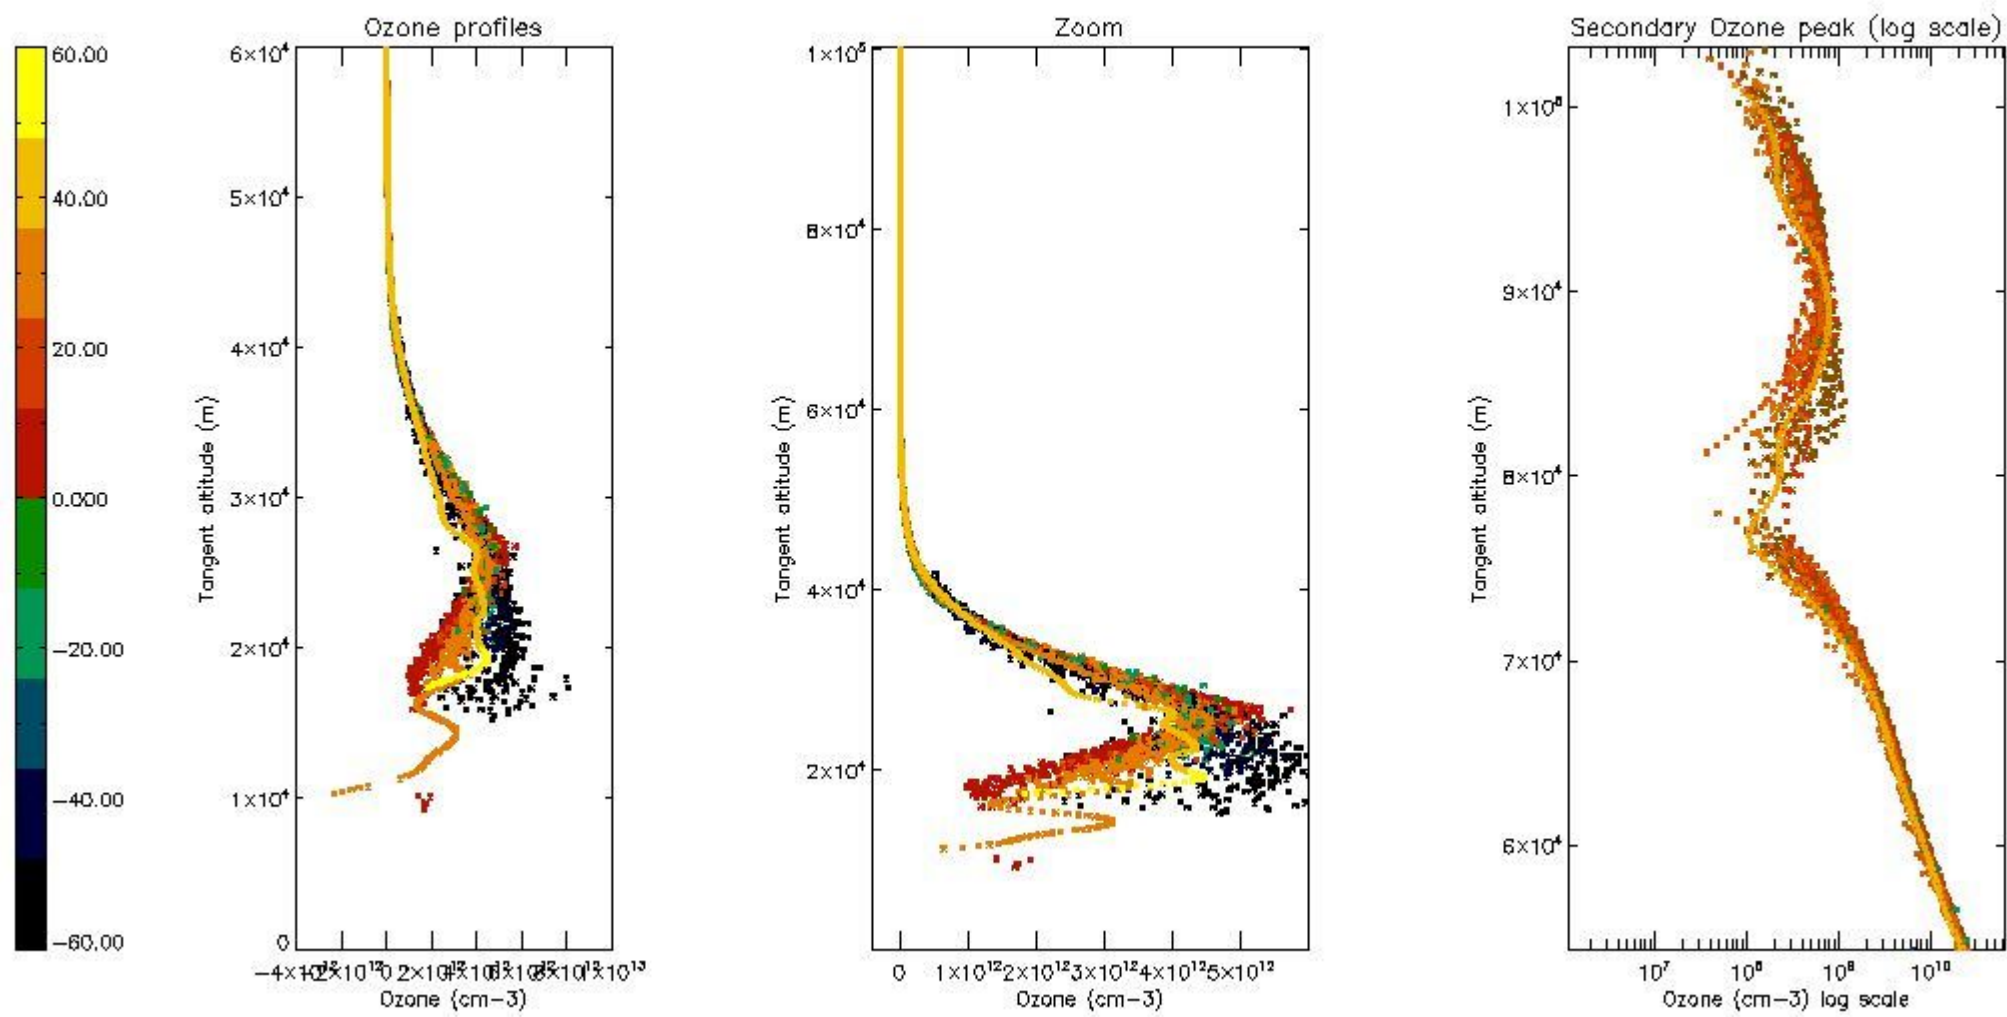 Ozone profiles
Zoom
Secondary Ozone peak (log scale)
60.00
40.00
20.00
0.000
−20.00
−40.00
−60.00
6×10⁴
5×10⁴
4×10⁴
3×10⁴
2×10⁴
1×10⁴
0
Tangent altitude (m)
Ozone (cm−3)
1×10⁵
8×10⁴
6×10⁴
4×10⁴
2×10⁴
Tangent altitude (m)
0 1×10¹² 2×10¹² 3×10¹² 4×10¹² 5×10¹²
Ozone (cm−3)
1×10⁵
9×10⁴
8×10⁴
7×10⁴
6×10⁴
Tangent altitude (m)
10⁷ 10⁸ 10⁹ 10¹⁰
Ozone (cm−3) log scale